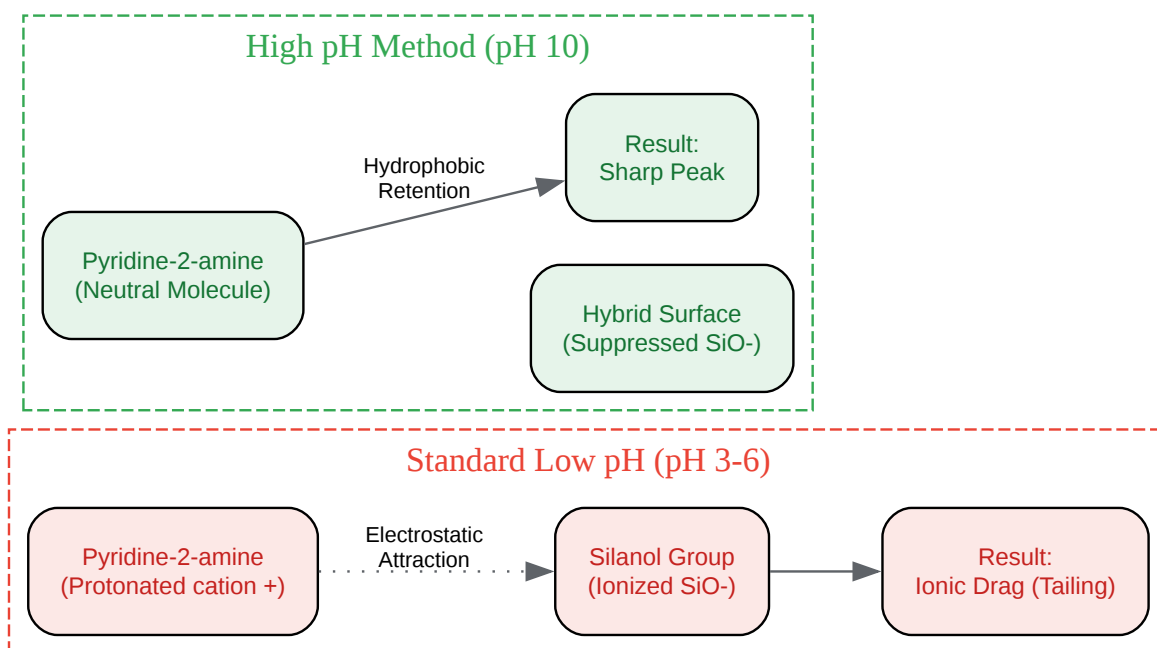 High pH Method (pH 10)
Hydrophobic
Retention
Result:
Sharp Peak
Pyridine-2-amine
(Neutral Molecule)
Hybrid Surface
(Suppressed SiO-)
Standard Low pH (pH 3-6)
Pyridine-2-amine
(Protonated cation +)
Electrostatic
Attraction
Silanol Group
(Ionized SiO-)
Result:
Ionic Drag (Tailing)